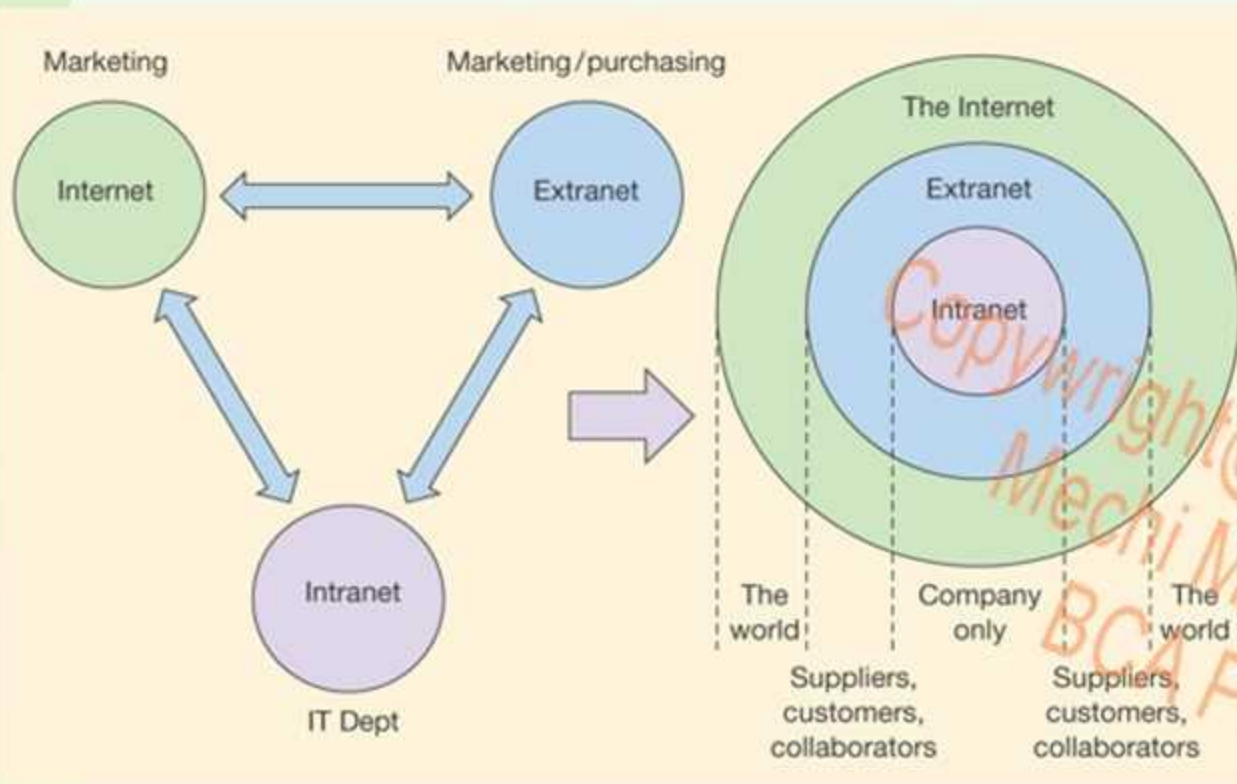 Marketing
Marketing/purchasing
Internet
Extranet
Intranet
IT Dept
The Internet
Extranet
Intranet
The
world
Company
only
The
world
Suppliers,
customers,
collaborators
Suppliers,
customers,
collaborators
Copywright©
Mechi
BCA